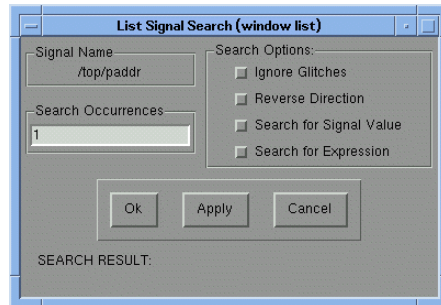 List Signal Search (window list)
Signal Name
/top/paddr
Search Occurrences
1
Search Options:
Ignore Glitches
Reverse Direction
Search for Signal Value
Search for Expression
Ok
Apply
Cancel
SEARCH RESULT: